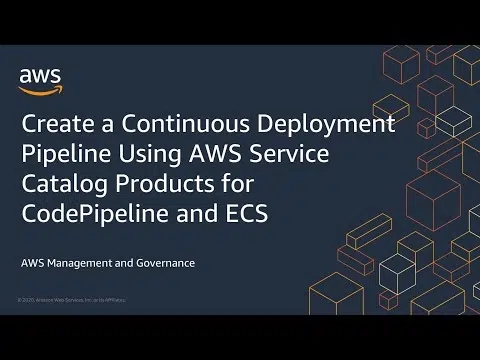 aws
Create a Continuous Deployment
Pipeline Using AWS Service
Catalog Products for
CodePipeline and ECS
AWS Management and Governance
© 2020, Amazon Web Services, Inc. or its Affiliates.